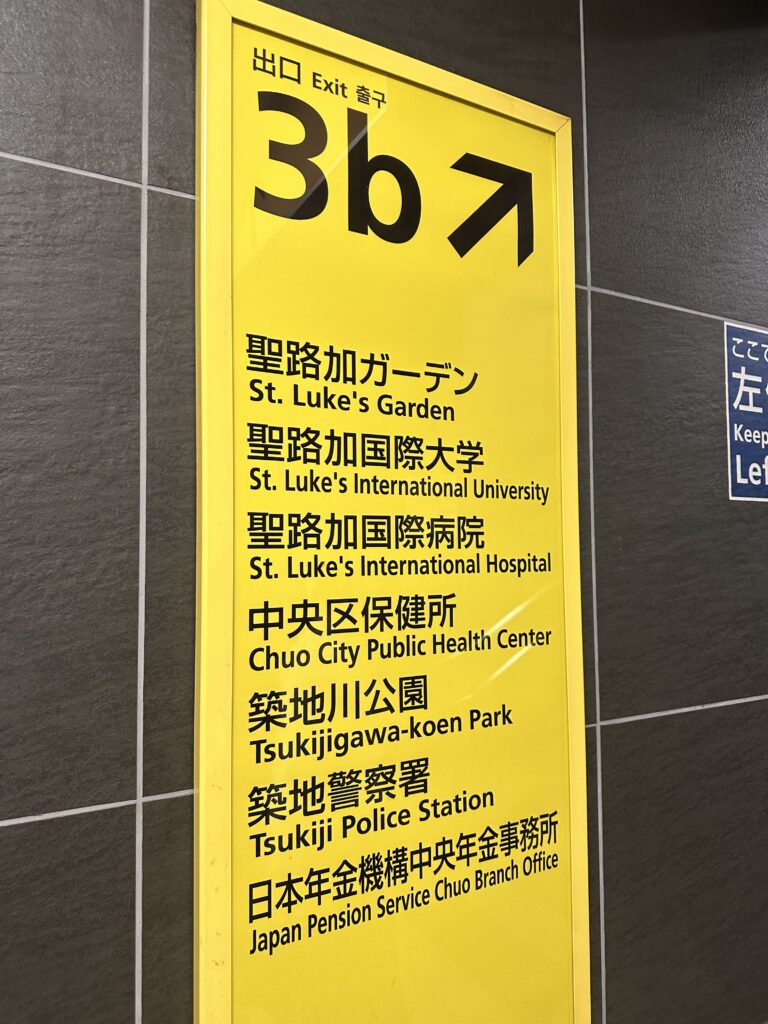 出口 Exit 출구
3b
聖路加ガーデン
St. Luke's Garden
聖路加国際大学
St. Luke's International University
聖路加国際病院
St. Luke's International Hospital
中央区保健所
Chuo City Public Health Center
築地川公園
Tsukijigawa-koen Park
築地警察署
Tsukiji Police Station
日本年金機構中央年金事務所
Japan Pension Service Chuo Branch Office
ここ
左
Keep